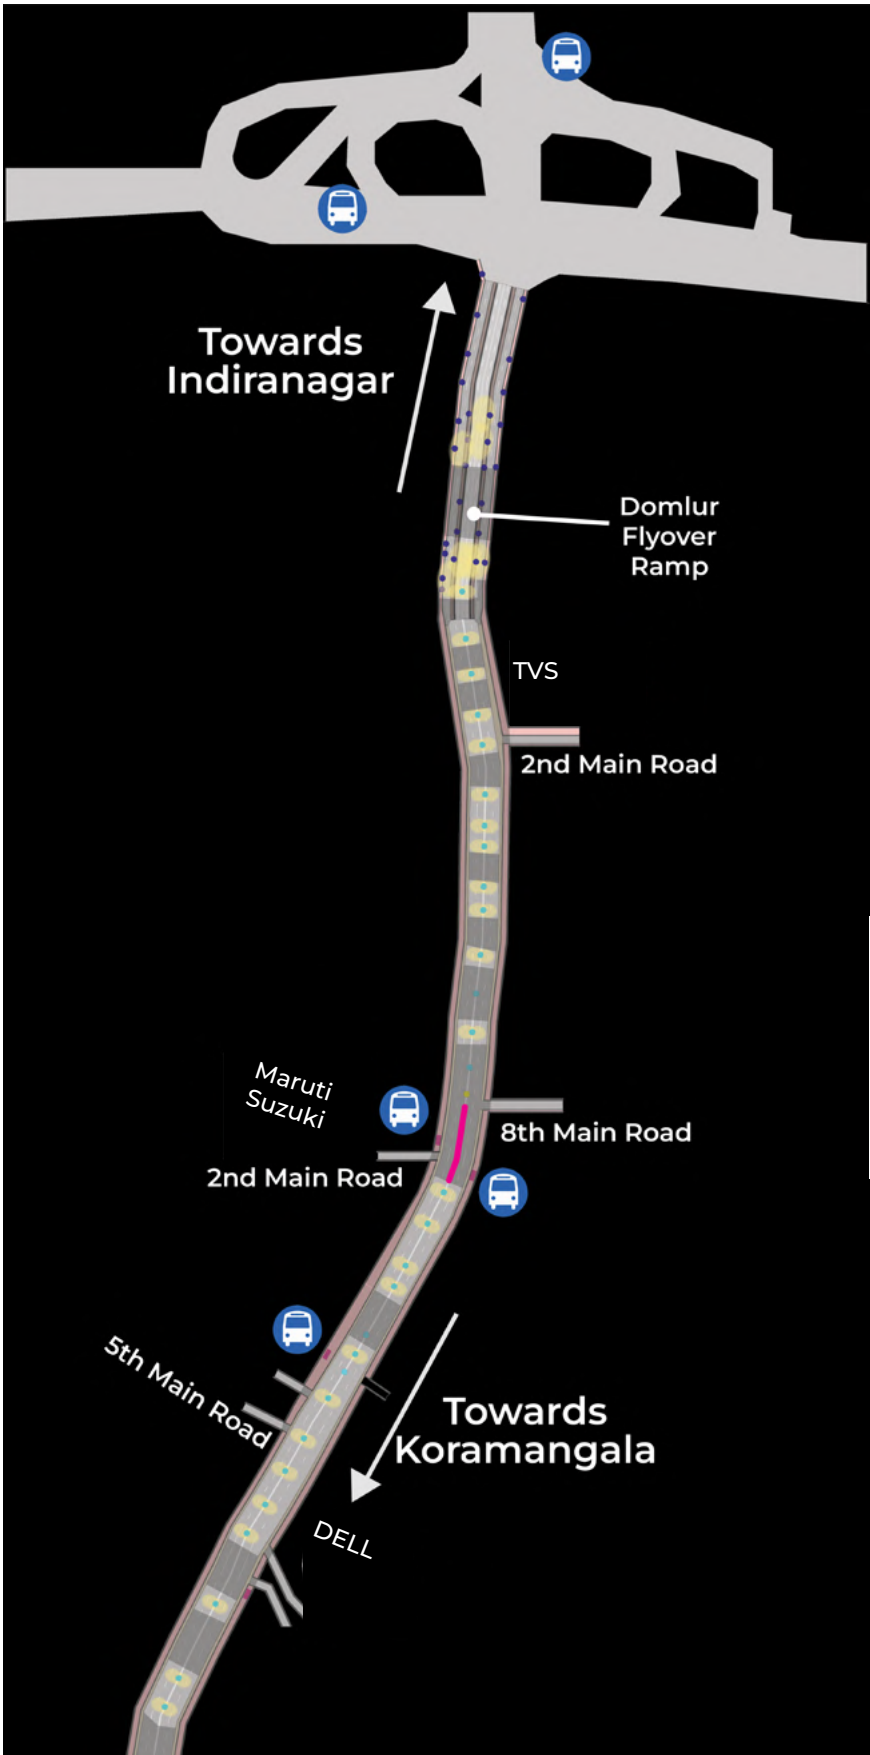 Towards
Indiranagar
Domlur
Flyover
Ramp
TVS
2nd Main Road
Maruti
Suzuki
8th Main Road
2nd Main Road
5th Main Road
Towards
Koramangala
DELL